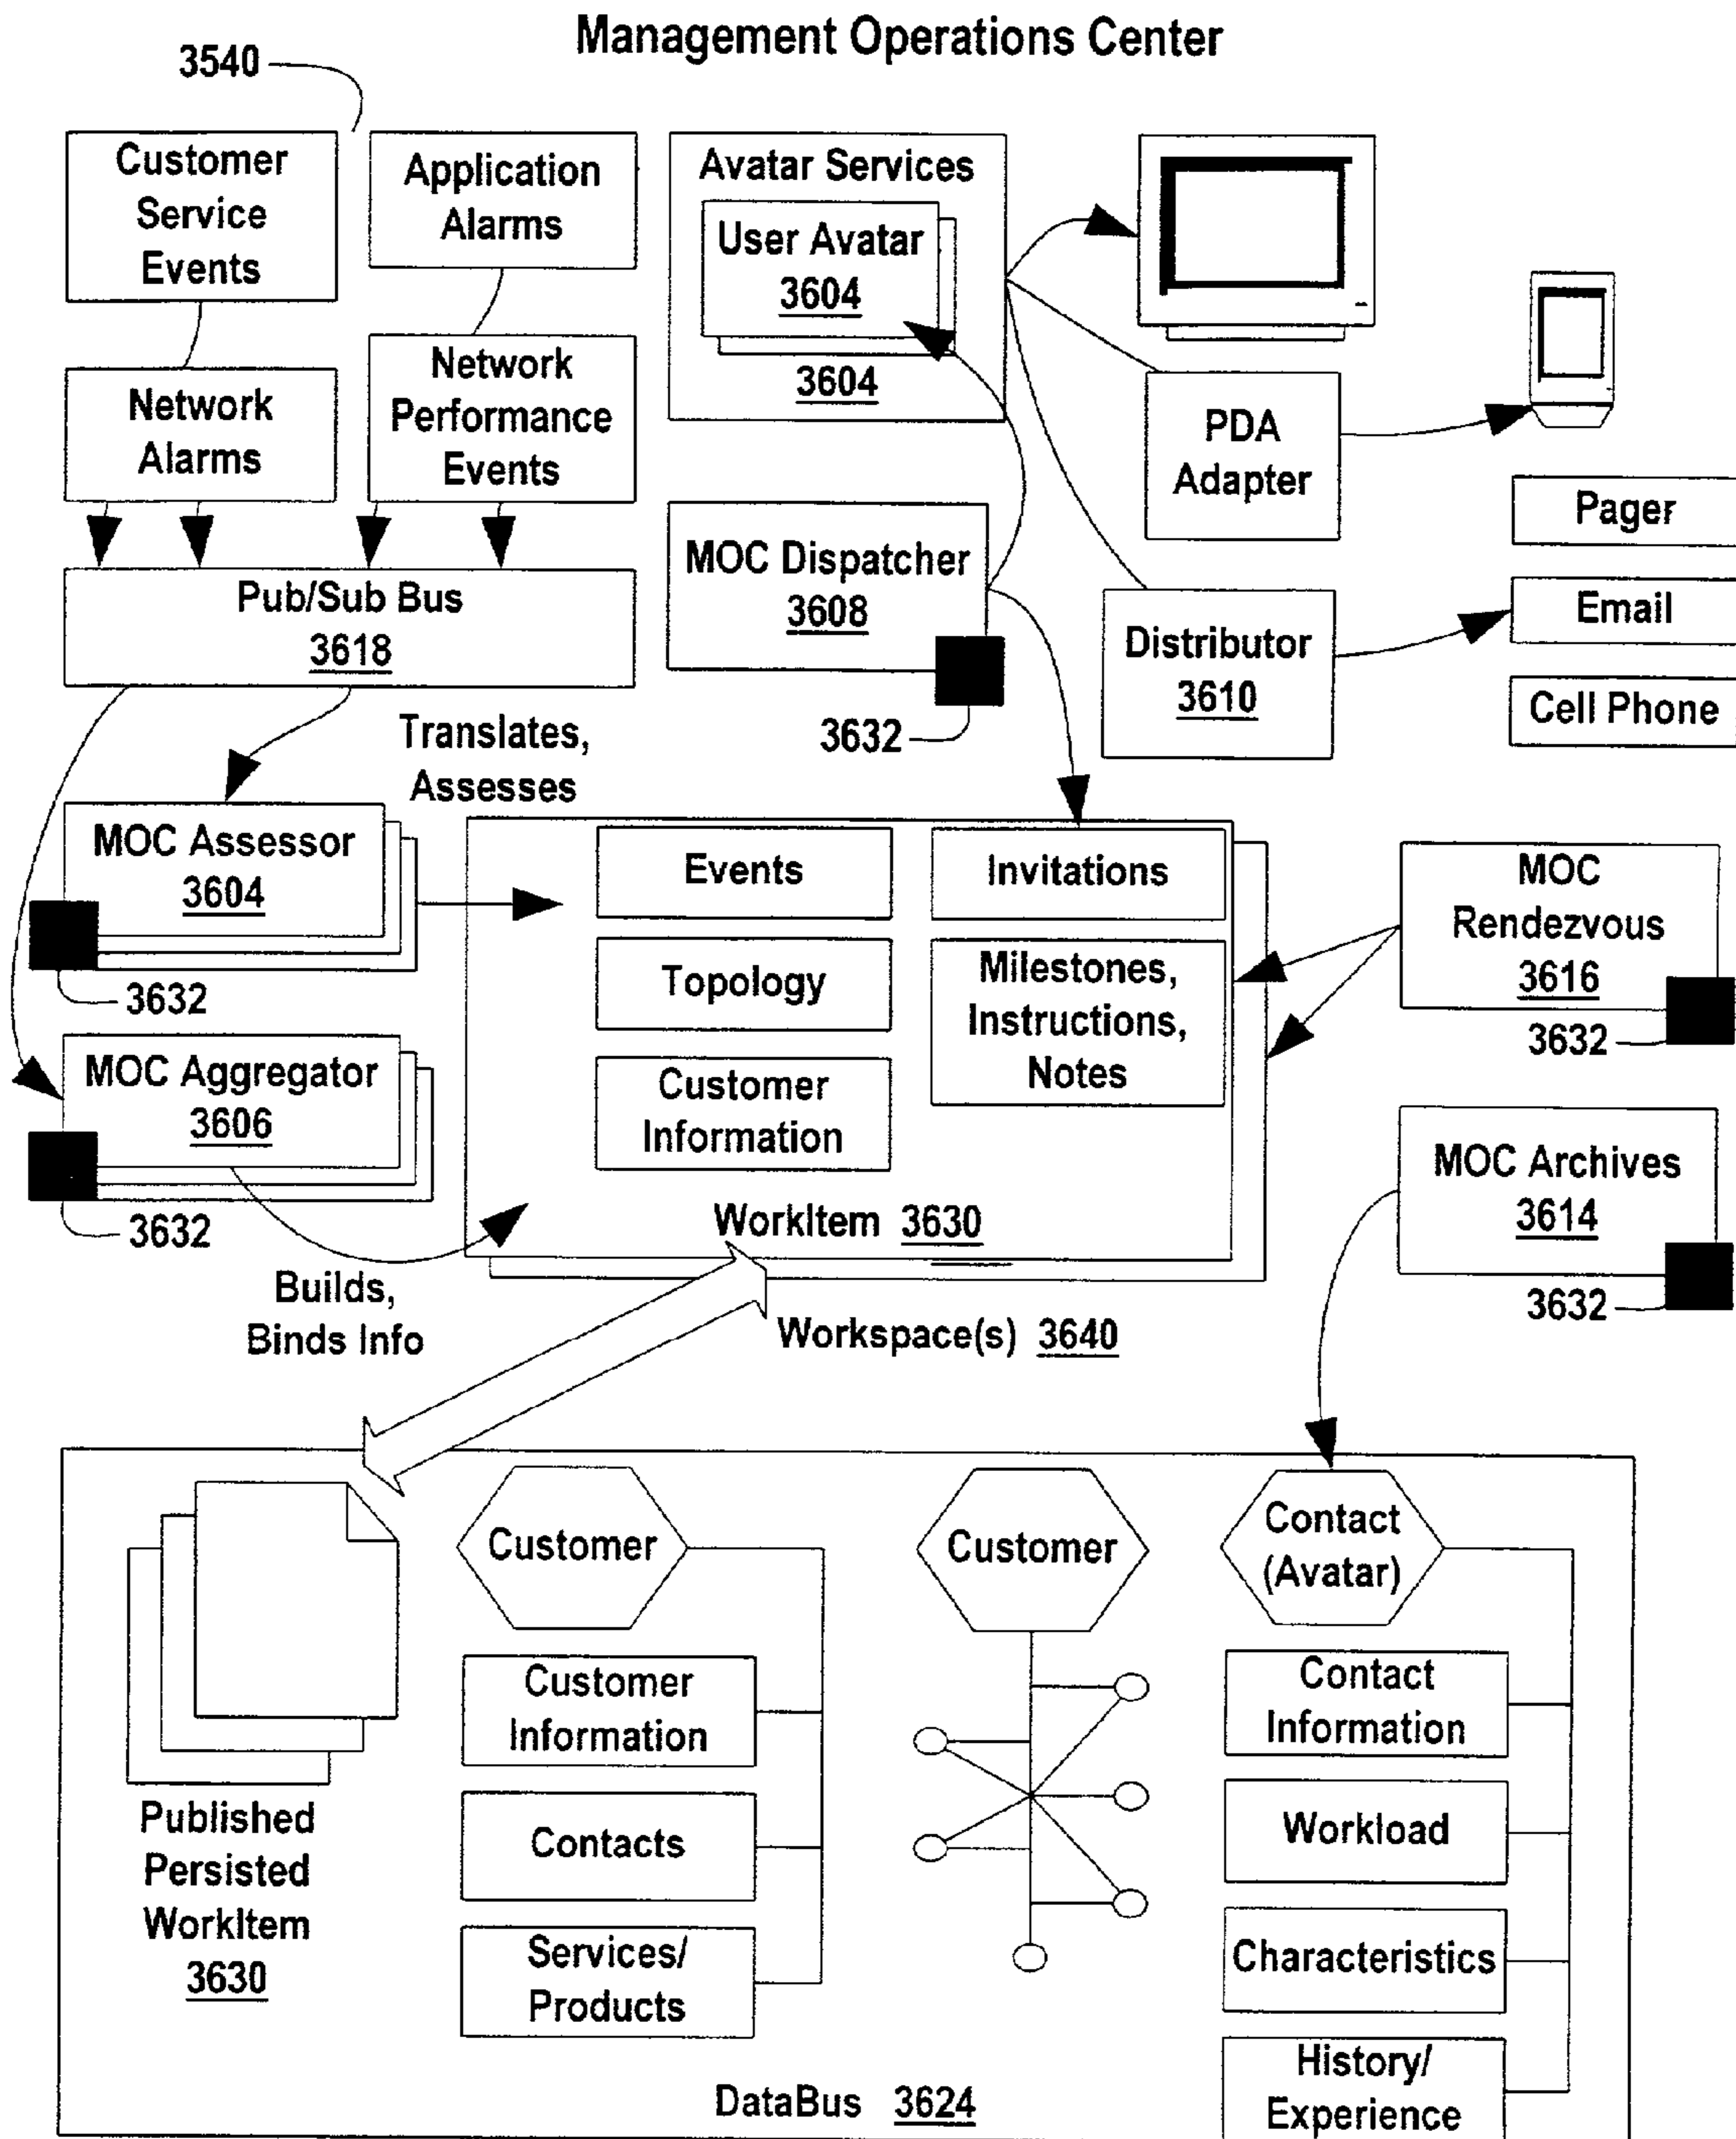 Management Operations Center
3540
Customer
Service
Events
Application
Alarms
Avatar Services
User Avatar
3604
3604
Network
Alarms
Network
Performance
Events
PDA
Adapter
Pager
Email
Cell Phone
MOC Dispatcher
3608
3632
Distributor
3610
Pub/Sub Bus
3618
Translates,
Assesses
MOC Assessor
3604
3632
MOC Aggregator
3606
3632
Builds,
Binds Info
Events
Topology
Customer
Information
Invitations
Milestones,
Instructions,
Notes
WorkItem 3630
Workspace(s) 3640
MOC
Rendezvous
3616
3632
MOC Archives
3614
3632
Published
Persisted
WorkItem
3630
Customer
Customer
Information
Contacts
Services/
Products
Customer
Contact
(Avatar)
Contact
Information
Workload
Characteristics
History/
Experience
DataBus 3624